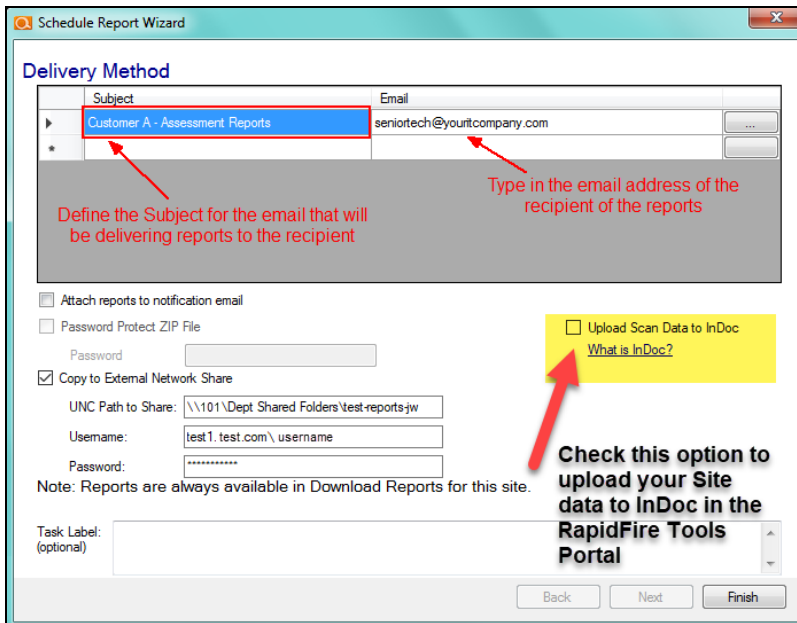 Schedule Report Wizard
Delivery Method
Subject Email
Customer A - Assessment Reports seniortech@youritcompany.com ...
*
Define the Subject for the email that will
be delivering reports to the recipient
Type in the email address of the
recipient of the reports
Attach reports to notification email
Password Protect ZIP File
Password
Upload Scan Data to InDoc
What is InDoc?
Copy to External Network Share
UNC Path to Share: \\101\Dept Shared Folders\test-reports-jw
Username: test1. test.com\ username
Password: ***********
Note: Reports are always available in Download Reports for this site.
Check this option to
upload your Site
data to InDoc in the
RapidFire Tools
Portal
Task Label:
(optional)
Back Next Finish